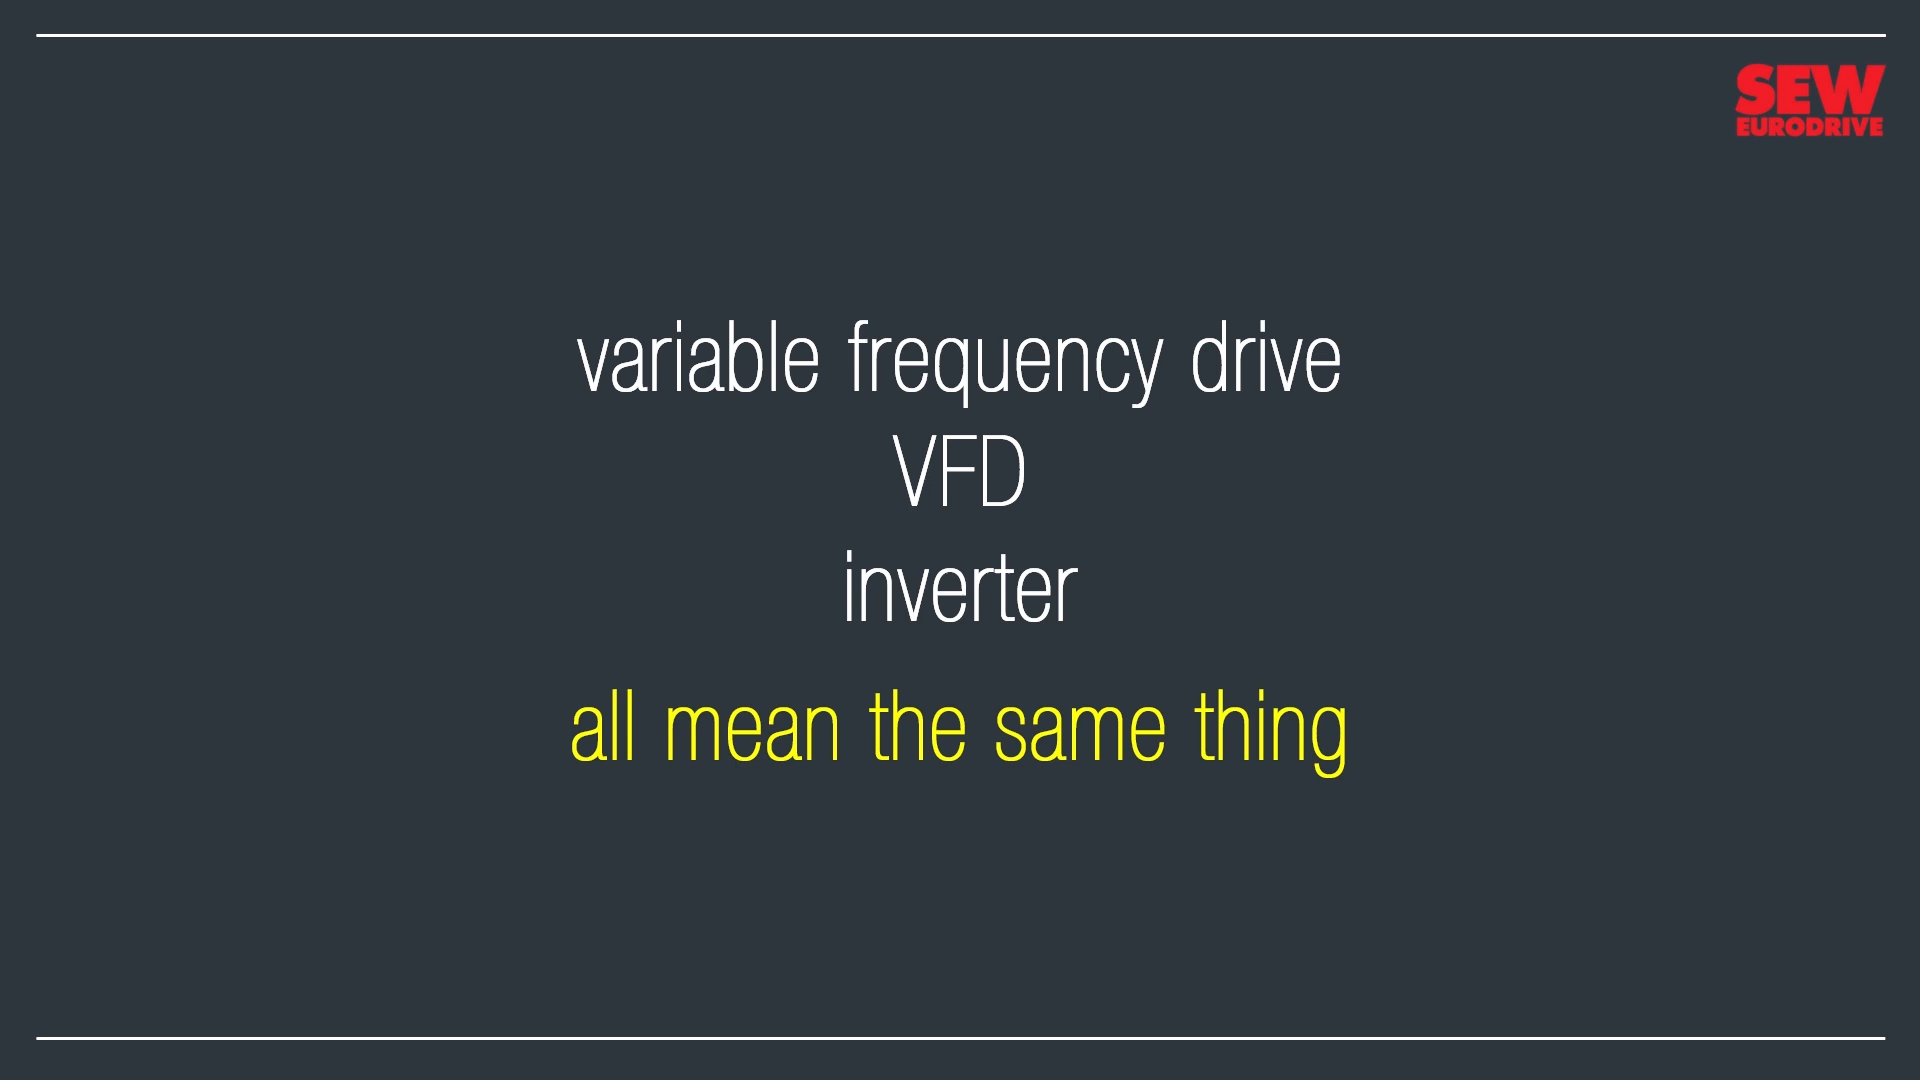 SEW
EURODRIVE
variable frequency drive
VFD
inverter
all mean the same thing